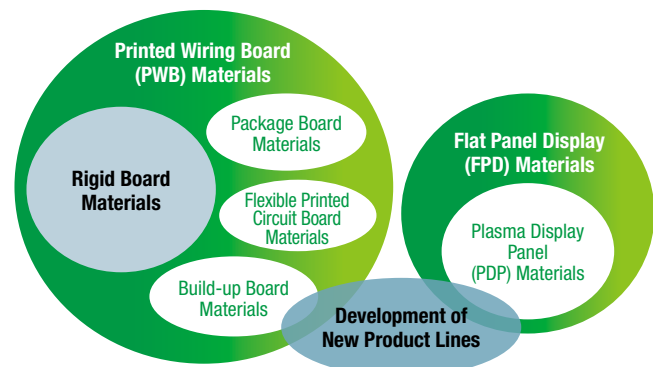 Printed Wiring Board
(PWB) Materials
Package Board
Materials
Rigid Board
Materials
Flexible Printed
Circuit Board
Materials
Build-up Board
Materials
Flat Panel Display
(FPD) Materials
Plasma Display
Panel
(PDP) Materials
Development of
New Product Lines